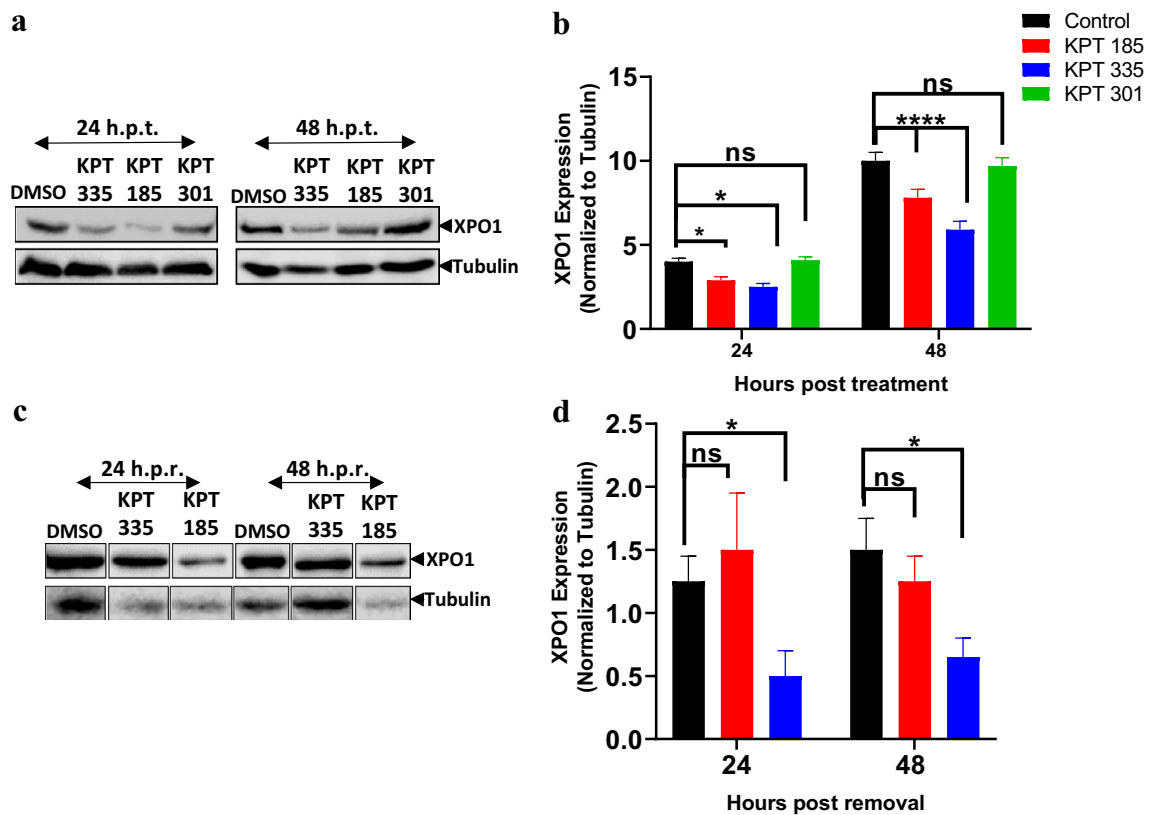 a
24 h.p.t.
48 h.p.t.
DMSO KPT 335 KPT 185 KPT 301
DMSO KPT 335 KPT 185 KPT 301
XPO1
Tubulin
b
Control
KPT 185
KPT 335
KPT 301
XPO1 Expression
(Normalized to Tubulin)
15
10
5
0
ns
*
*
ns
****
24
48
Hours post treatment
c
24 h.p.r.
48 h.p.r.
DMSO KPT 335 KPT 185
DMSO KPT 335 KPT 185
XPO1
Tubulin
d
XPO1 Expression
(Normalized to Tubulin)
2.5
2.0
1.5
1.0
0.5
0.0
*
ns
*
ns
24
48
Hours post removal